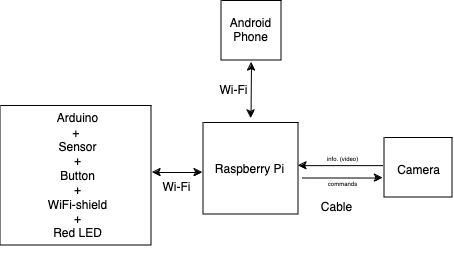 Android
Phone
Wi-Fi
Arduino
+
Sensor
+
Button
+
WiFi-shield
+
Red LED
Wi-Fi
Raspberry Pi
info. (video)
commands
Cable
Camera